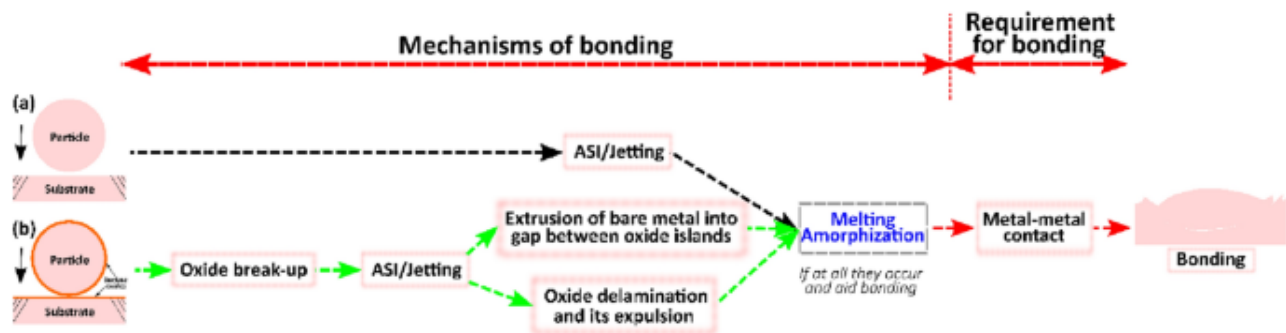 Mechanisms of bonding
Requirement
for bonding
(a)
Particle
Substrate
ASI/Jetting
(b)
Particle
Substrate
Oxide break-up
ASI/Jetting
Extrusion of bare metal into
gap between oxide islands
Oxide delamination
and its expulsion
Melting
Amorphization
If at all they occur
and aid bonding
Metal-metal
contact
Bonding